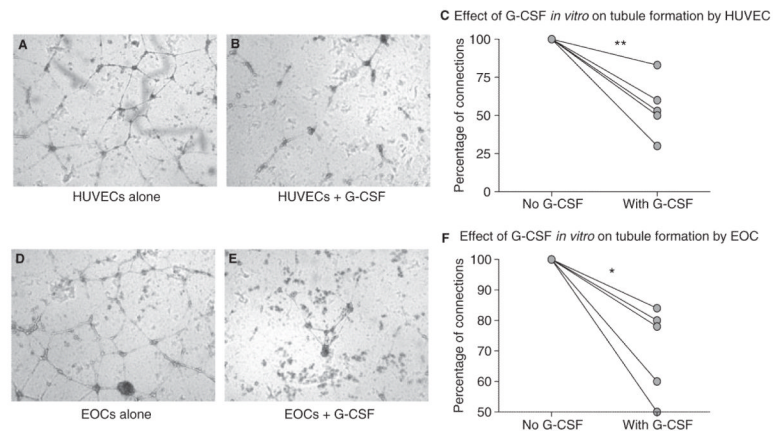 A
B
HUVECs alone
HUVECs + G-CSF
C Effect of G-CSF in vitro on tubule formation by HUVEC
Percentage of connections
100
75
50
25
0
**
No G-CSF
With G-CSF
D
E
EOCs alone
EOCs + G-CSF
F Effect of G-CSF in vitro on tubule formation by EOC
Percentage of connections
100
90
80
70
60
50
*
No G-CSF
With G-CSF